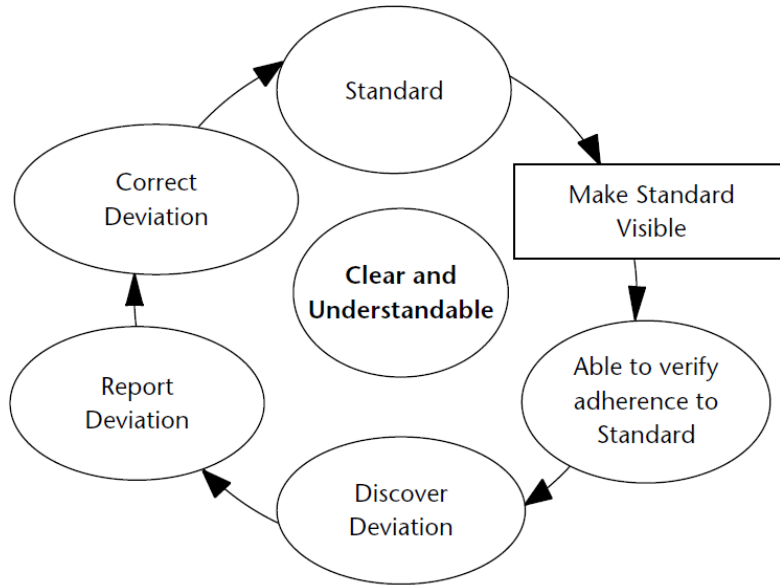 Standard
Make Standard
Visible
Able to verify
adherence to
Standard
Discover
Deviation
Report
Deviation
Correct
Deviation
Clear and
Understandable